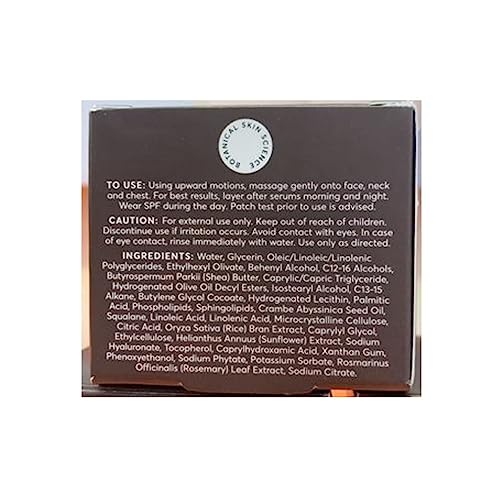 BOTANICAL SKIN SCIENCE
TO USE: Using upward motions, massage gently onto face, neck
and chest. For best results, layer after serums morning and night.
Wear SPF during the day. Patch test prior to use is advised.
CAUTION: For external use only. Keep out of reach of children.
Discontinue use if irritation occurs. Avoid contact with eyes. In case
of eye contact, rinse immediately with water. Use only as directed.
INGREDIENTS: Water, Glycerin, Oleic/Linoleic/Linolenic
Polyglycerides, Ethylhexyl Olivate, Behenyl Alcohol, C12-16 Alcohols,
Butyrospermum Parkii (Shea) Butter, Caprylic/Capric Triglyceride,
Hydrogenated Olive Oil Decyl Esters, Isostearyl Alcohol, C13-15
Alkane, Butylene Glycol Cocoate, Hydrogenated Lecithin, Palmitic
Acid, Phospholipids, Sphingolipids, Crambe Abyssinica Seed Oil,
Squalane, Linoleic Acid, Linolenic Acid, Microcrystalline Cellulose,
Citric Acid, Oryza Sativa (Rice) Bran Extract, Caprylyl Glycol,
Ethylcellulose, Helianthus Annuus (Sunflower) Extract, Sodium
Hyaluronate, Tocopherol, Caprylhydroxamic Acid, Xanthan Gum,
Phenoxyethanol, Sodium Phytate, Potassium Sorbate, Rosmarinus
Officinalis (Rosemary) Leaf Extract, Sodium Citrate.